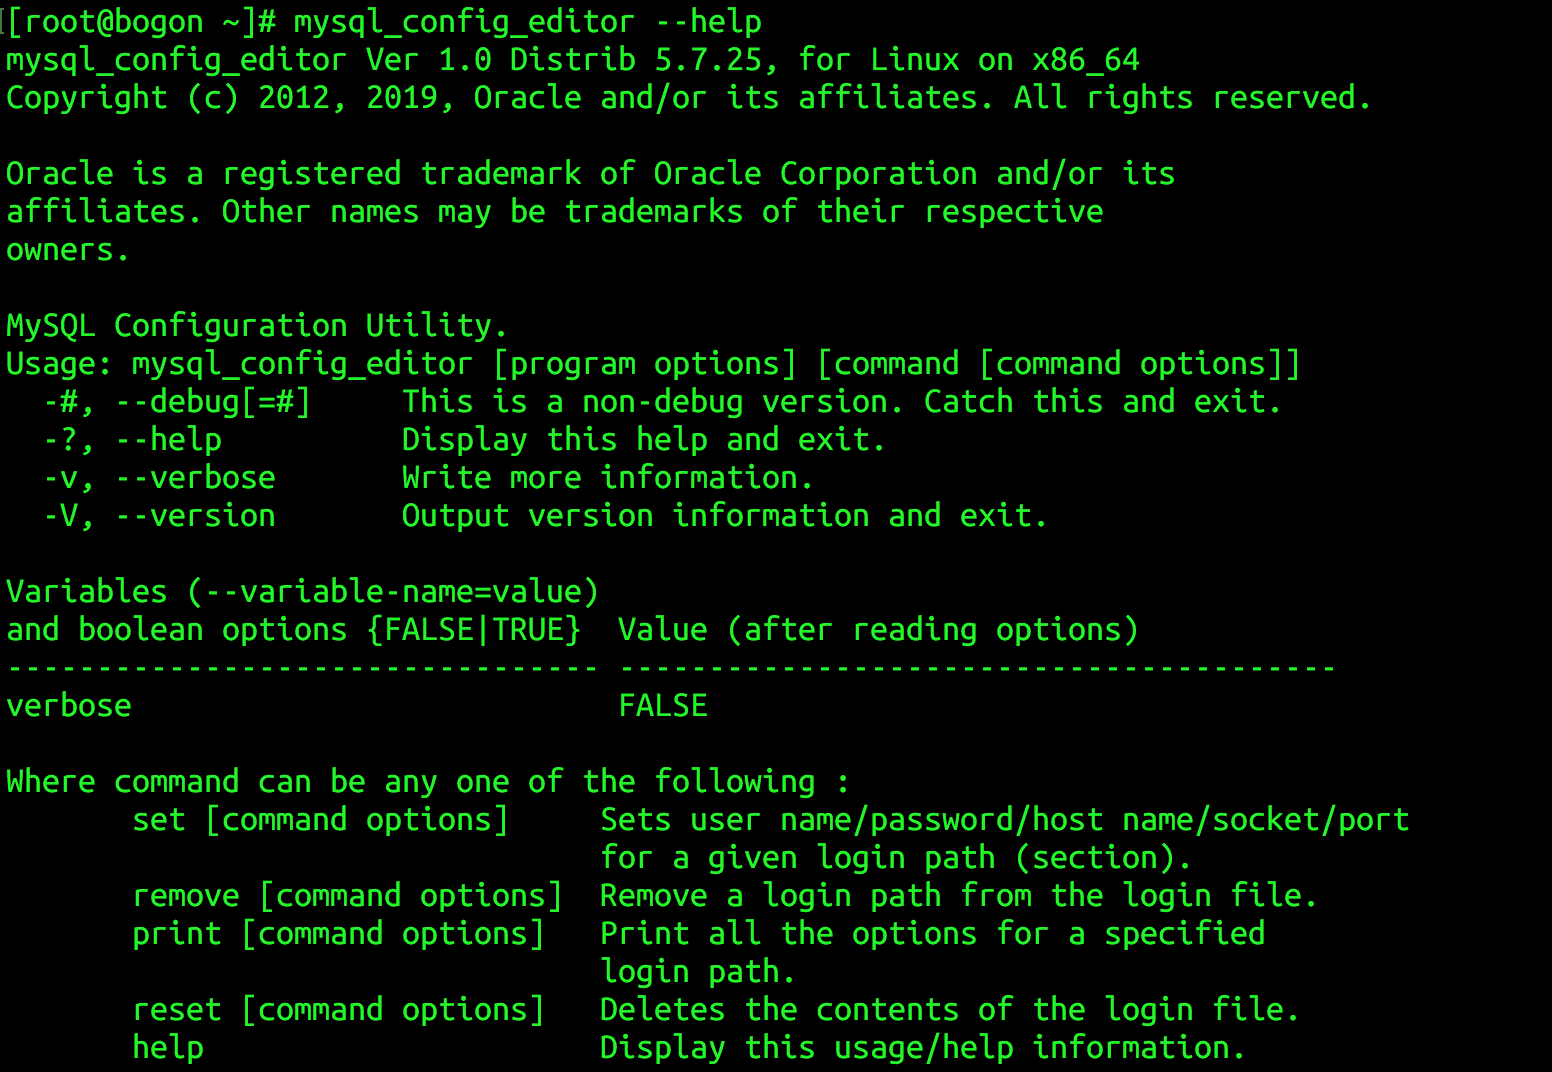 [root@bogon ~]# mysql_config_editor --help
mysql_config_editor Ver 1.0 Distrib 5.7.25, for Linux on x86_64
Copyright (c) 2012, 2019, Oracle and/or its affiliates. All rights reserved.

Oracle is a registered trademark of Oracle Corporation and/or its
affiliates. Other names may be trademarks of their respective
owners.

MySQL Configuration Utility.
Usage: mysql_config_editor [program options] [command [command options]]
  -#, --debug[=#]     This is a non-debug version. Catch this and exit.
  -?, --help          Display this help and exit.
  -v, --verbose       Write more information.
  -V, --version       Output version information and exit.

Variables (--variable-name=value)
and boolean options {FALSE|TRUE}  Value (after reading options)
--------------------------------- ----------------------------------------
verbose                           FALSE

Where command can be any one of the following :
       set [command options]     Sets user name/password/host name/socket/port
                                 for a given login path (section).
       remove [command options]  Remove a login path from the login file.
       print [command options]   Print all the options for a specified
                                 login path.
       reset [command options]   Deletes the contents of the login file.
       help                      Display this usage/help information.